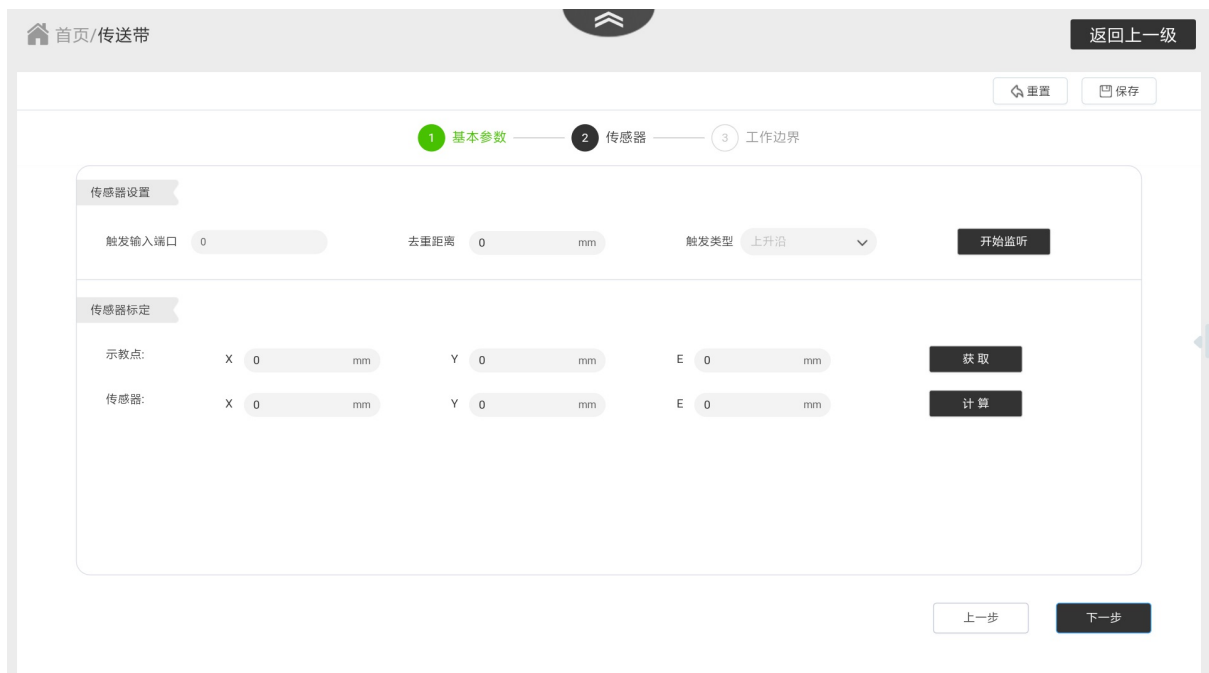 首页/传送带
返回上一级
重置 保存
1 基本参数 2 传感器 3 工作边界
传感器设置
触发输入端口 0 去重距离 0 mm 触发类型 上升沿 开始监听
传感器标定
示教点: X 0 mm Y 0 mm E 0 mm 获取
传感器: X 0 mm Y 0 mm E 0 mm 计算
上一步 下一步